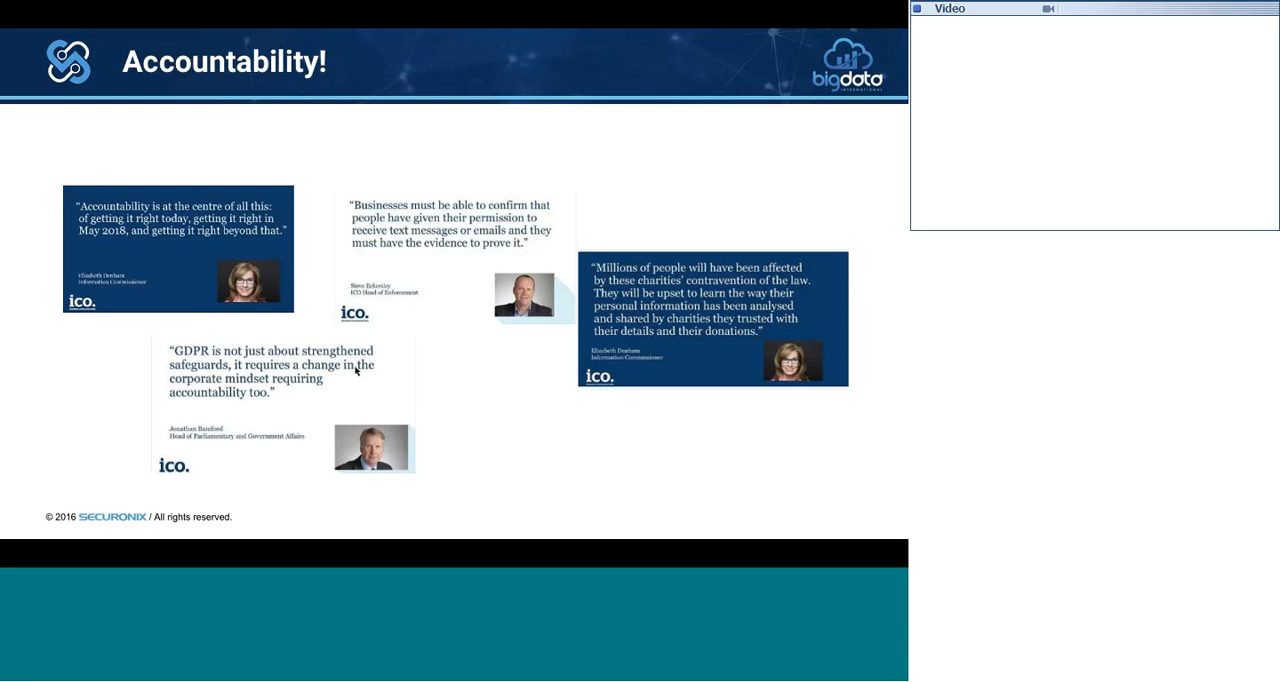 Video
Accountability!
bigdata
INTERNATIONAL
“Accountability is at the centre of all this:
of getting it right today, getting it right in
May 2018, and getting it right beyond that.”
Elizabeth Denham
Information Commissioner
ico.
“Businesses must be able to confirm that
people have given their permission to
receive text messages or emails and they
must have the evidence to prove it.”
Steve Eckersley
ICO Head of Enforcement
ico.
“Millions of people will have been affected
by these charities’ contravention of the law.
They will be upset to learn the way their
personal information has been analysed
and shared by charities they trusted with
their details and their donations.”
Elizabeth Denham
Information Commissioner
ico.
“GDPR is not just about strengthened
safeguards, it requires a change in the
corporate mindset requiring
accountability too.”
Jonathan Bamford
Head of Parliamentary and Government Affairs
ico.
© 2016 SECURONIX / All rights reserved.